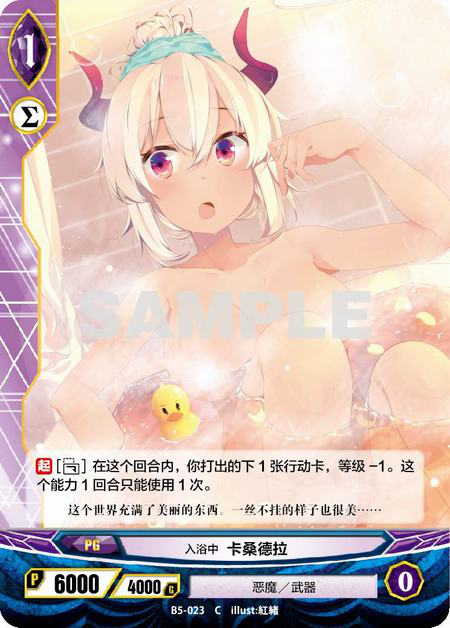 1
Σ
SAMPLE
起 [ ] 在这个回合内，你打出的下 1 张行动卡，等级 −1。这
个能力 1 回合只能使用 1 次。
这个世界充满了美丽的东西。一丝不挂的样子也很美……
PG
入浴中 卡桑德拉
P 6000 / 4000 G
恶魔／武器
0
B5-023 C illust:紅緒